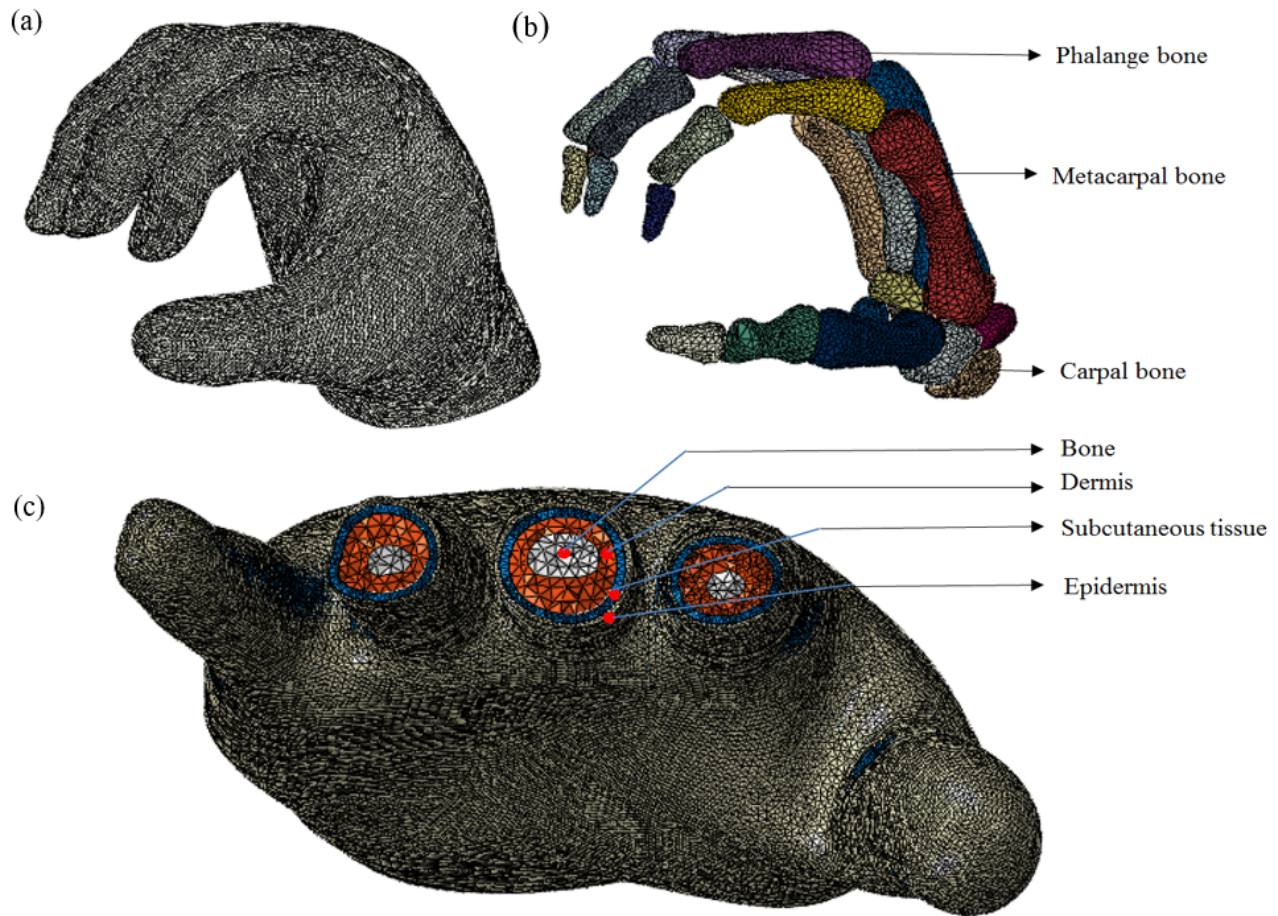 (a)
(b)
Phalange bone
Metacarpal bone
Carpal bone
(c)
Bone
Dermis
Subcutaneous tissue
Epidermis